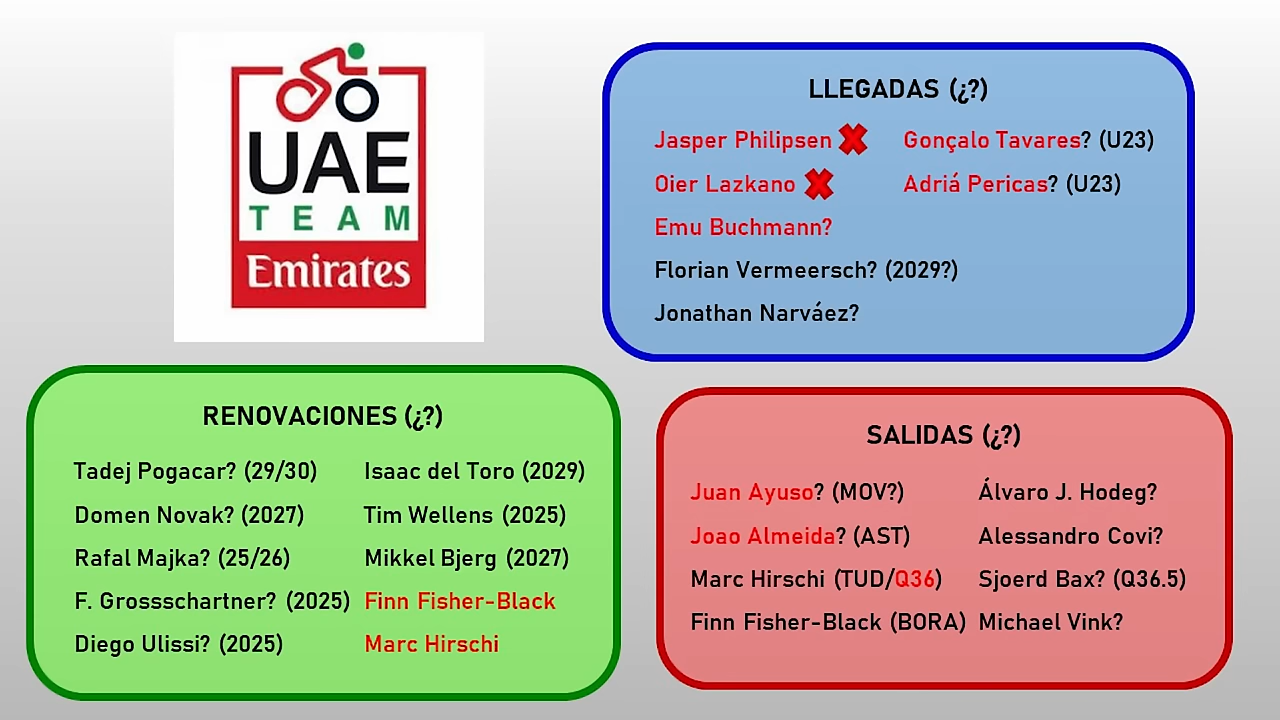 UAE
TEAM
Emirates
LLEGADAS (¿?)
Jasper Philipsen
Oier Lazkano
Emu Buchmann?
Florian Vermeersch? (2029?)
Jonathan Narváez?
Gonçalo Tavares? (U23)
Adriá Pericas? (U23)
RENOVACIONES (¿?)
Tadej Pogacar? (29/30)
Domen Novak? (2027)
Rafal Majka? (25/26)
F. Grossschartner? (2025)
Diego Ulissi? (2025)
Isaac del Toro (2029)
Tim Wellens (2025)
Mikkel Bjerg (2027)
Finn Fisher-Black
Marc Hirschi
SALIDAS (¿?)
Juan Ayuso? (MOV?)
Joao Almeida? (AST)
Marc Hirschi (TUD/Q36)
Finn Fisher-Black (BORA)
Álvaro J. Hodeg?
Alessandro Covi?
Sjoerd Bax? (Q36.5)
Michael Vink?